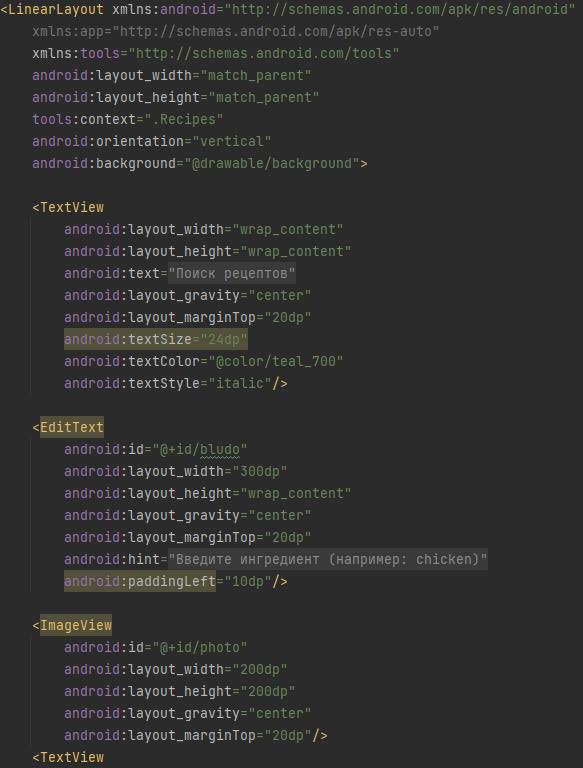 <LinearLayout xmlns:android="http://schemas.android.com/apk/res/android"
    xmlns:app="http://schemas.android.com/apk/res-auto"
    xmlns:tools="http://schemas.android.com/tools"
    android:layout_width="match_parent"
    android:layout_height="match_parent"
    tools:context=".Recipes"
    android:orientation="vertical"
    android:background="@drawable/background">

    <TextView
        android:layout_width="wrap_content"
        android:layout_height="wrap_content"
        android:text="Поиск рецептов"
        android:layout_gravity="center"
        android:layout_marginTop="20dp"
        android:textSize="24dp"
        android:textColor="@color/teal_700"
        android:textStyle="italic"/>

    <EditText
        android:id="@+id/bludo"
        android:layout_width="300dp"
        android:layout_height="wrap_content"
        android:layout_gravity="center"
        android:layout_marginTop="20dp"
        android:hint="Введите ингредиент (например: chicken)"
        android:paddingLeft="10dp"/>

    <ImageView
        android:id="@+id/photo"
        android:layout_width="200dp"
        android:layout_height="200dp"
        android:layout_gravity="center"
        android:layout_marginTop="20dp"/>
    <TextView